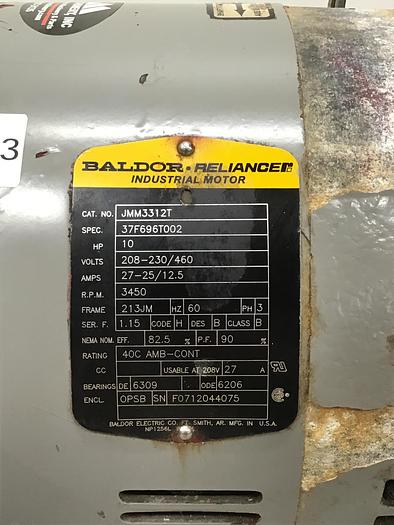 3
BALDOR • RELIANCE
INDUSTRIAL MOTOR
CAT. NO. JMM3312T
SPEC. 37F696T002
HP 10
VOLTS 208-230/460
AMPS 27-25/12.5
R.P.M. 3450
FRAME 213JM HZ 60 PH 3
SER. F. 1.15 CODE H DES B CLASS B
NEMA NOM. EFF. 82.5 % P.F. 90 %
RATING 40C AMB-CONT
CC USABLE AT 208V 27 A
BEARINGS DE 6309 ODE 6206
ENCL. OPSB SN F0712044075
BALDOR ELECTRIC CO. FT. SMITH, AR. MFG. IN U.S.A.
NP1256L